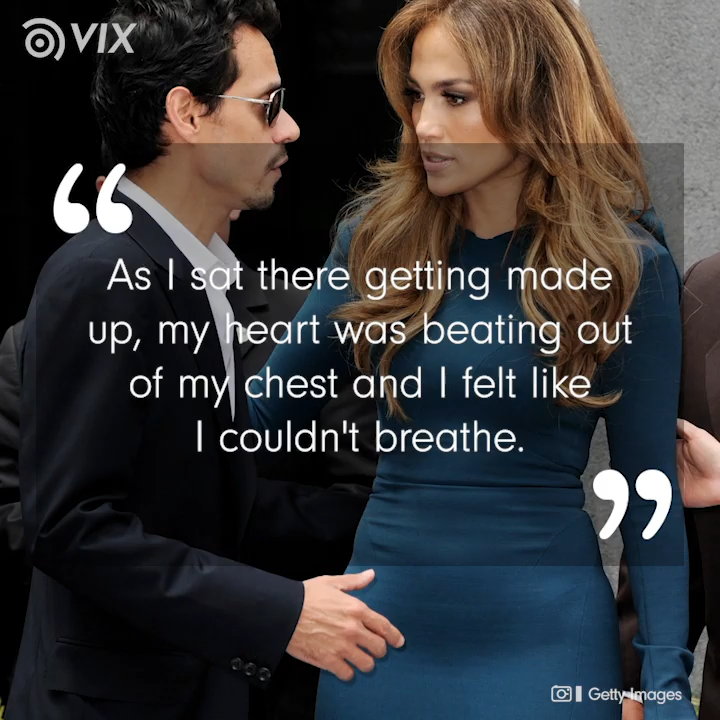 VIX
“
As I sat there getting made
up, my heart was beating out
of my chest and I felt like
I couldn't breathe.
”
Getty Images